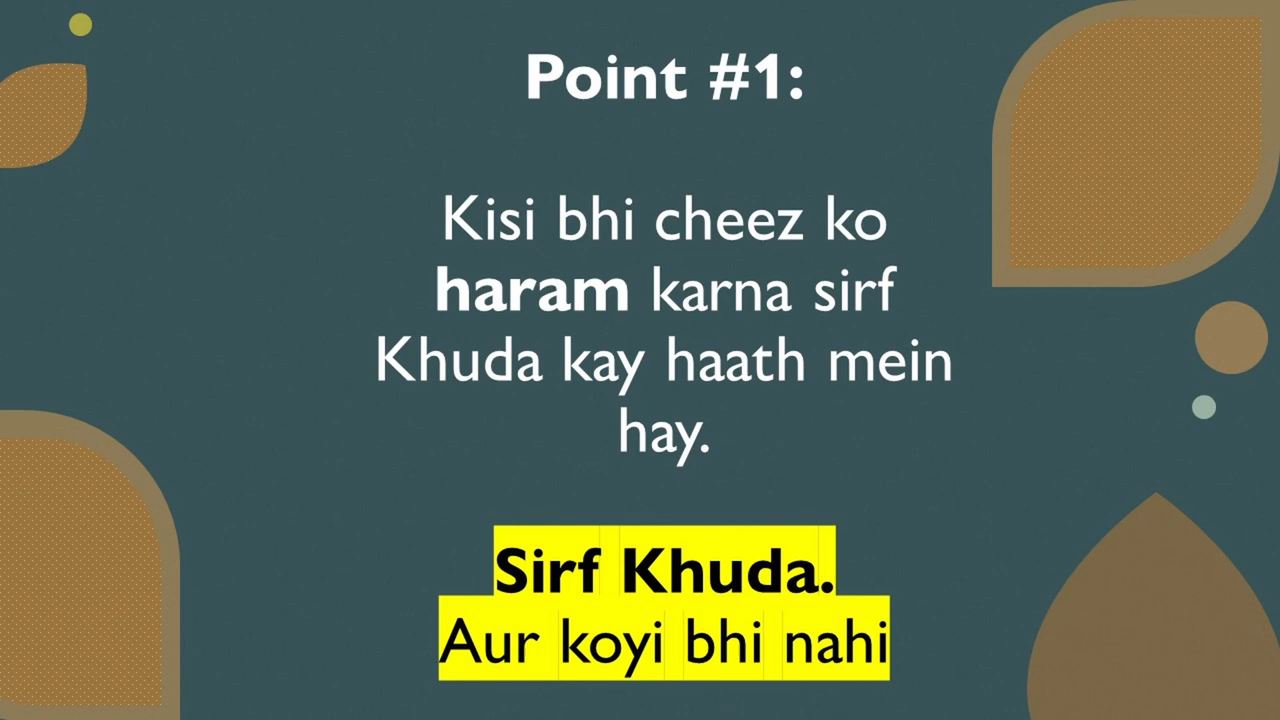 Point #1:
Kisi bhi cheez ko
haram karna sirf
Khuda kay haath mein
hay.
Sirf Khuda.
Aur koyi bhi nahi